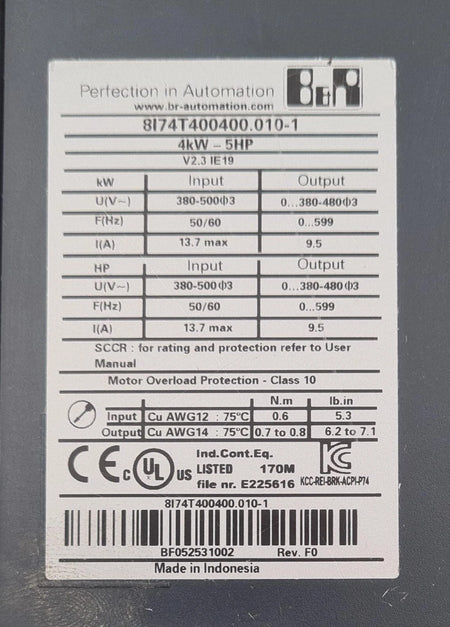 Perfection in Automation B&R
www.br-automation.com
8I74T400400.010-1
4kW – 5HP
V2.3 IE19
kW Input Output
U(V~) 380-500ϕ3 0...380-480ϕ3
F(Hz) 50/60 0...599
I(A) 13.7 max 9.5
HP Input Output
U(V~) 380-500ϕ3 0...380-480ϕ3
F(Hz) 50/60 0...599
I(A) 13.7 max 9.5
SCCR : for rating and protection refer to User
Manual
Motor Overload Protection - Class 10
N.m lb.in
Input Cu AWG12 : 75°C 0.6 5.3
Output Cu AWG14 : 75°C 0.7 to 0.8 6.2 to 7.1
CE c UL US
Ind.Cont.Eq.
LISTED 170M
file nr. E225616
KC
KCC-REI-BRK-ACPI-P74
8I74T400400.010-1
BF052531002 Rev. F0
Made in Indonesia